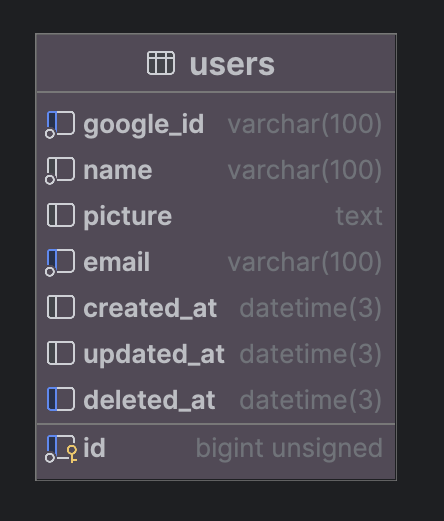 users
google_id varchar(100)
name varchar(100)
picture text
email varchar(100)
created_at datetime(3)
updated_at datetime(3)
deleted_at datetime(3)
id bigint unsigned